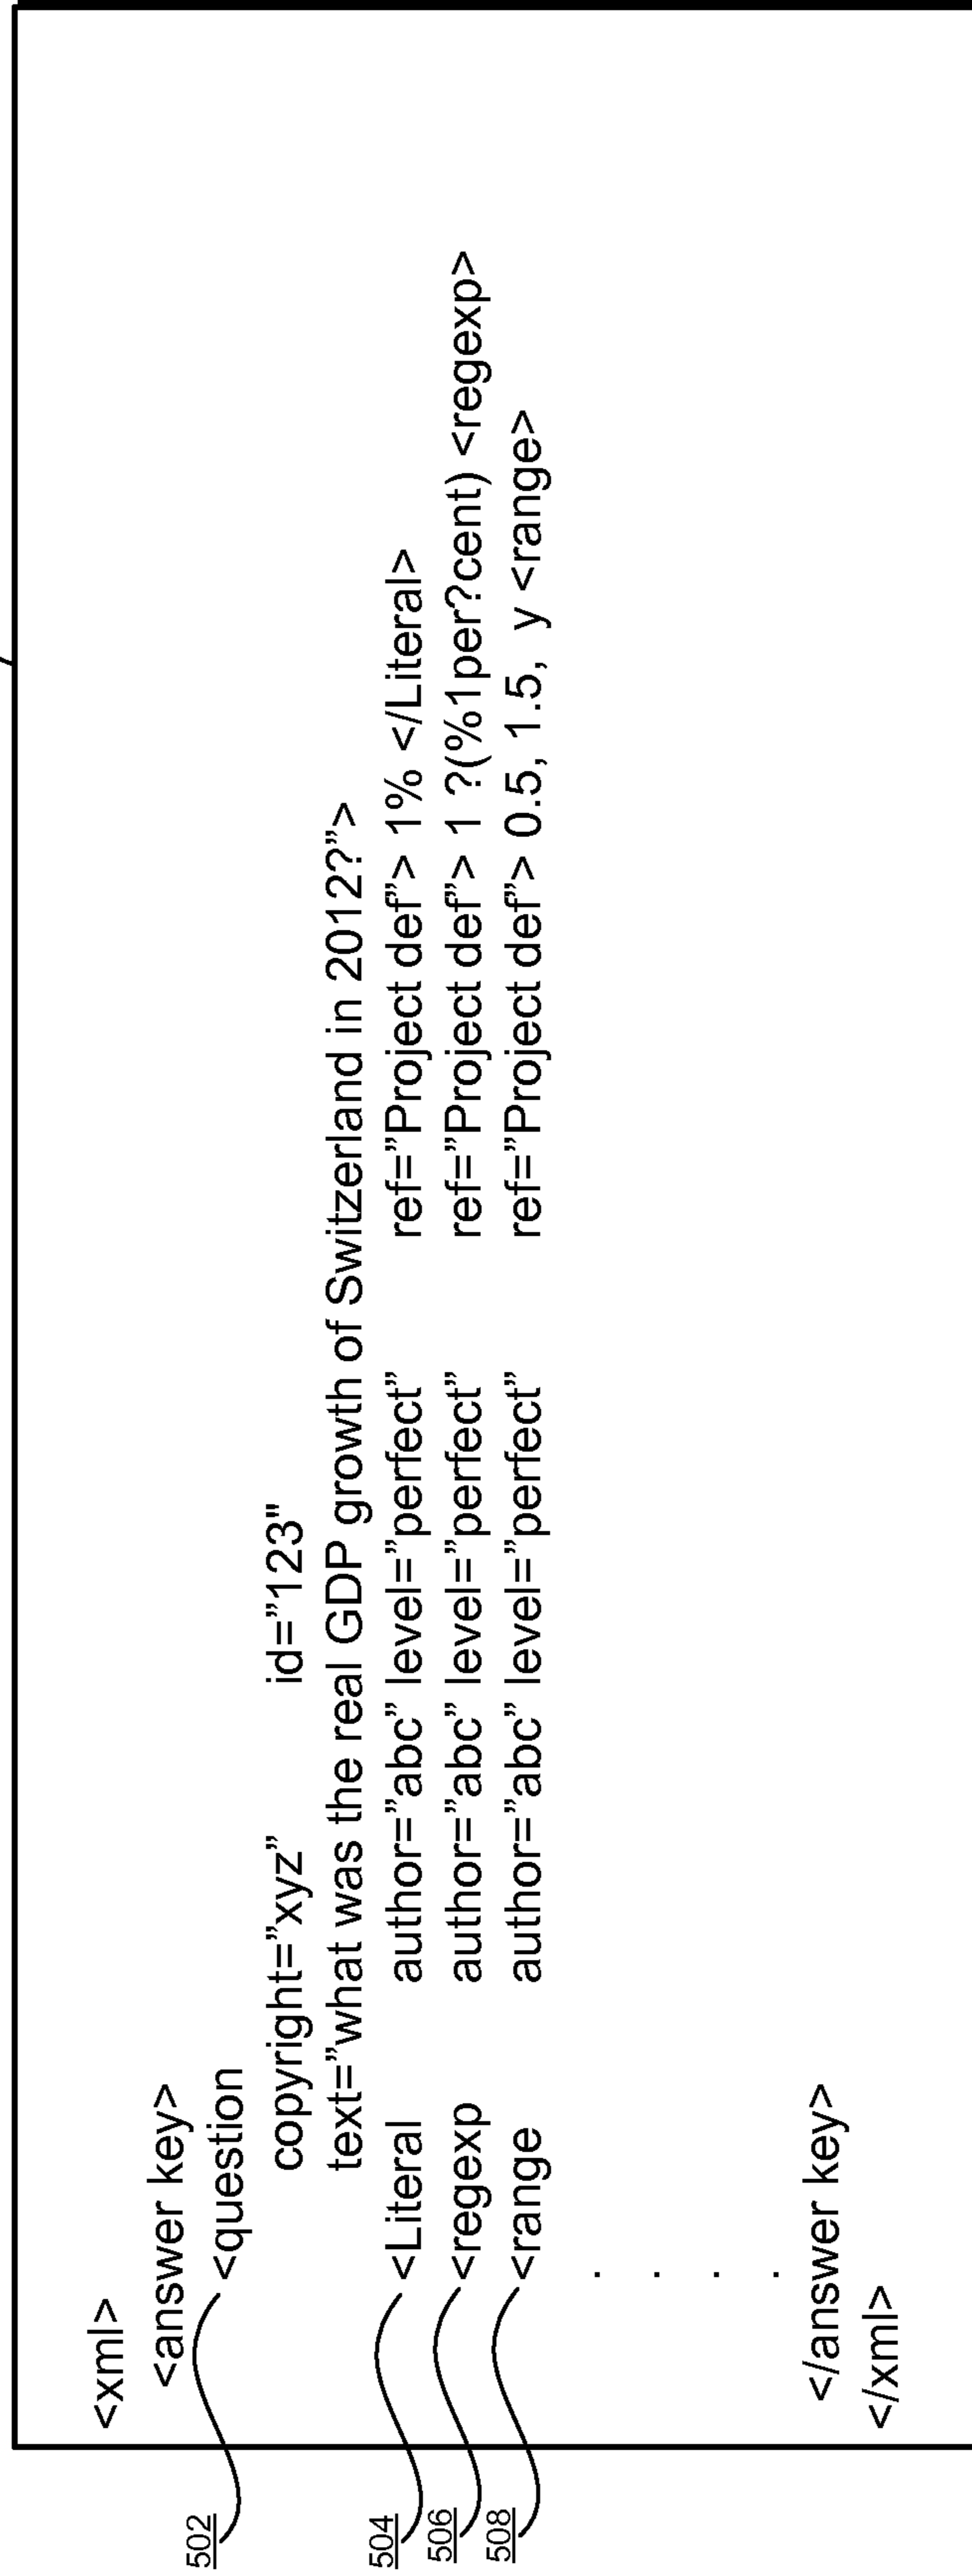 <xml>
<answer key>
502 <question
copyright=”xyz” id=”123"
text=”what was the real GDP growth of Switzerland in 2012?”>
504 <Literal author=”abc” level=”perfect” ref=”Project def”> 1% </Literal>
506 <regexp author=”abc” level=”perfect” ref=”Project def”> 1 ?(%1per?cent) <regexp>
508 <range author=”abc” level=”perfect” ref=”Project def”> 0.5, 1.5, y <range>
.
.
.
.
</answer key>
</xml>